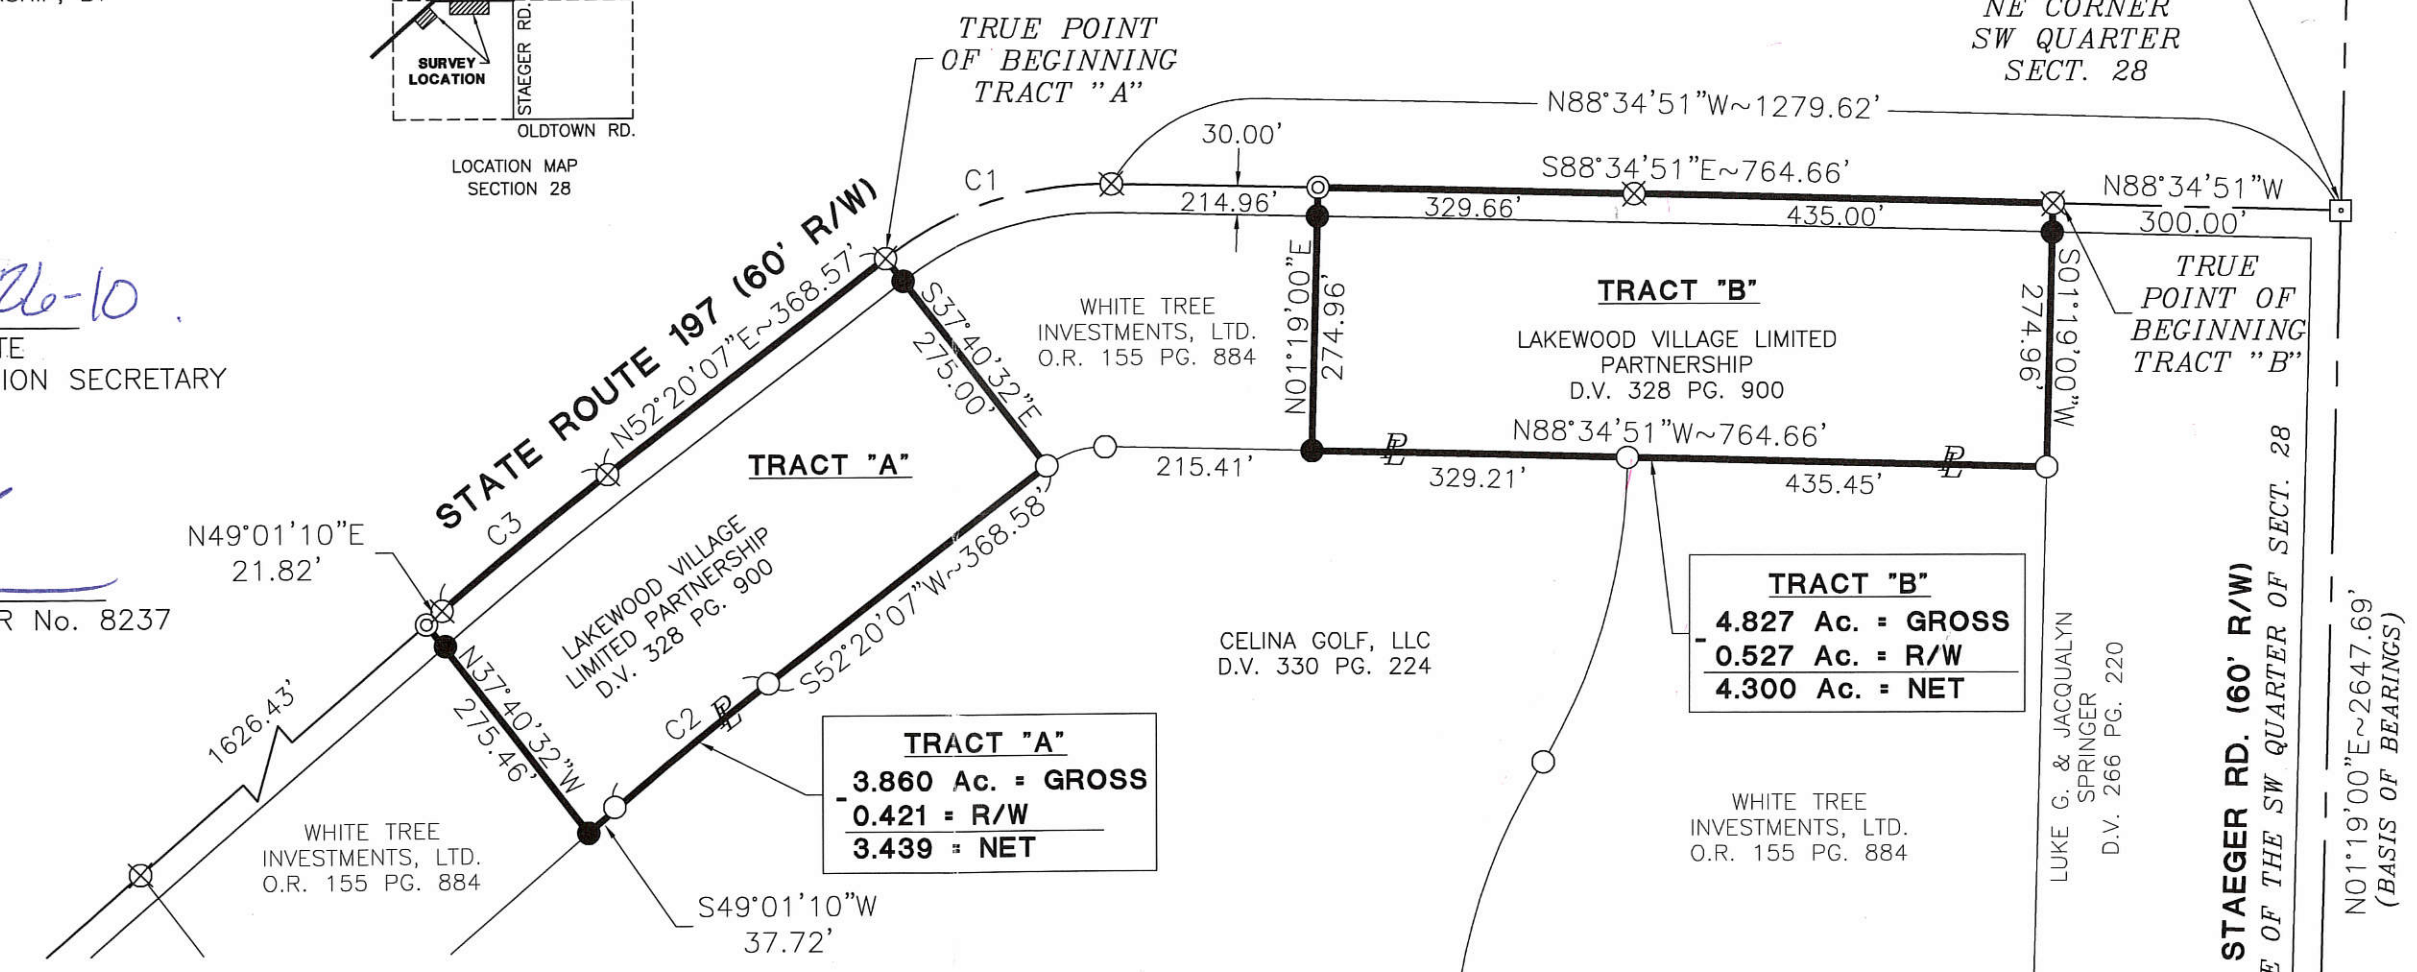 STAEGER RD.
SURVEY
LOCATION
OLDTOWN RD.
LOCATION MAP
SECTION 28
TRUE POINT
OF BEGINNING
TRACT "A"
NE CORNER
SW QUARTER
SECT. 28
N88°34'51"W~1279.62'
30.00'
C1
214.96'
S88°34'51"E~764.66'
329.66'
435.00'
N88°34'51"W
300.00'
STATE ROUTE 197 (60' R/W)
N52°20'07"E~368.57'
S37°40'32"E
275.00'
WHITE TREE
INVESTMENTS, LTD.
O.R. 155 PG. 884
N01°19'00"E
274.96'
TRACT "B"
LAKEWOOD VILLAGE LIMITED
PARTNERSHIP
D.V. 328 PG. 900
S01°19'00"W
274.96'
TRUE
POINT OF
BEGINNING
TRACT "B"
26-10.
ION SECRETARY
R No. 8237
TRACT "A"
C3
N49°01'10"E
21.82'
LAKEWOOD VILLAGE
LIMITED PARTNERSHIP
D.V. 328 PG. 900
S52°20'07"W~368.58'
C2
PL
215.41'
N88°34'51"W~764.66'
PL
329.21'
435.45'
PL
N37°40'32"W
275.46'
1626.43'
WHITE TREE
INVESTMENTS, LTD.
O.R. 155 PG. 884
S49°01'10"W
37.72'
TRACT "A"
3.860 Ac. = GROSS
- 0.421 = R/W
3.439 = NET
CELINA GOLF, LLC
D.V. 330 PG. 224
TRACT "B"
4.827 Ac. = GROSS
- 0.527 Ac. = R/W
4.300 Ac. = NET
WHITE TREE
INVESTMENTS, LTD.
O.R. 155 PG. 884
LUKE G. & JACQUALYN
SPRINGER
D.V. 266 PG. 220
STAEGER RD. (60' R/W)
E OF THE SW QUARTER OF SECT. 28
N01°19'00"E~2647.69'
(BASIS OF BEARINGS)